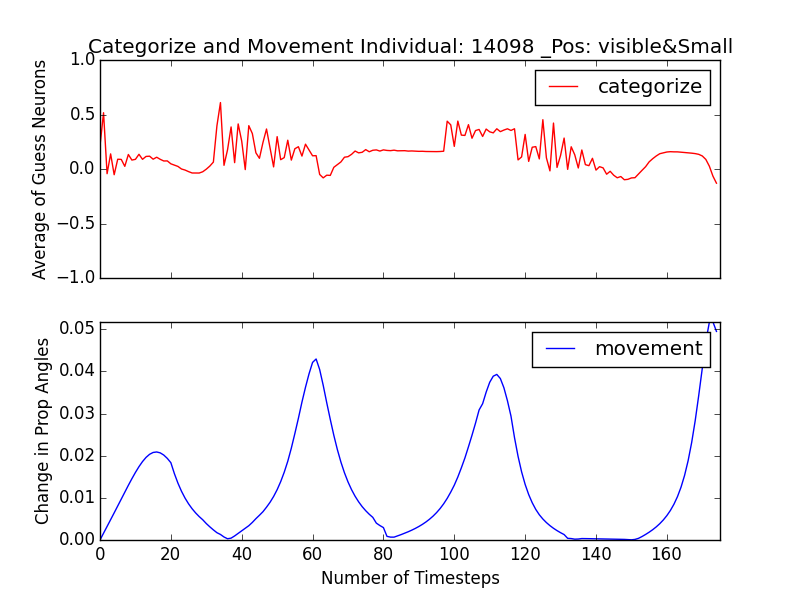 Categorize and Movement Individual: 14098 _Pos: visible&Small
1.0
0.5
0.0
−0.5
−1.0
Average of Guess Neurons
categorize
0.05
0.04
0.03
0.02
0.01
0.00
Change in Prop Angles
movement
0 20 40 60 80 100 120 140 160
Number of Timesteps